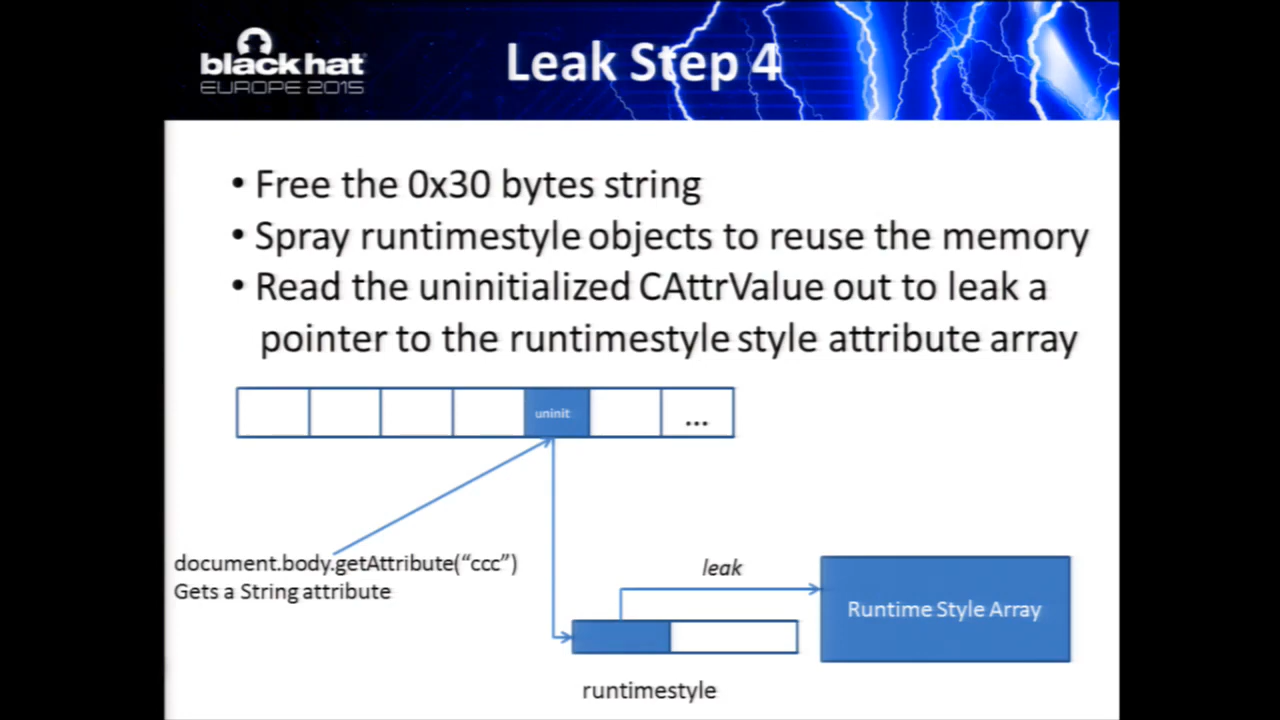 black hat
EUROPE 2015
Leak Step 4
• Free the 0x30 bytes string
• Spray runtimestyle objects to reuse the memory
• Read the uninitialized CAttrValue out to leak a
pointer to the runtimestyle style attribute array
uninit
...
document.body.getAttribute(“ccc”)
Gets a String attribute
leak
Runtime Style Array
runtimestyle